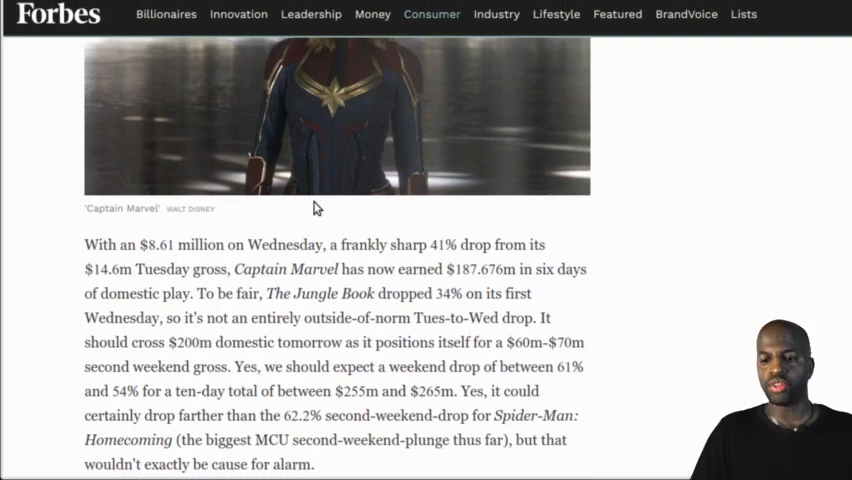 Forbes
Billionaires Innovation Leadership Money Consumer Industry Lifestyle Featured BrandVoice Lists
'Captain Marvel' WALT DISNEY
With an $8.61 million on Wednesday, a frankly sharp 41% drop from its
$14.6m Tuesday gross, Captain Marvel has now earned $187.676m in six days
of domestic play. To be fair, The Jungle Book dropped 34% on its first
Wednesday, so it's not an entirely outside-of-norm Tues-to-Wed drop. It
should cross $200m domestic tomorrow as it positions itself for a $60m-$70m
second weekend gross. Yes, we should expect a weekend drop of between 61%
and 54% for a ten-day total of between $255m and $265m. Yes, it could
certainly drop farther than the 62.2% second-weekend-drop for Spider-Man:
Homecoming (the biggest MCU second-weekend-plunge thus far), but that
wouldn't exactly be cause for alarm.